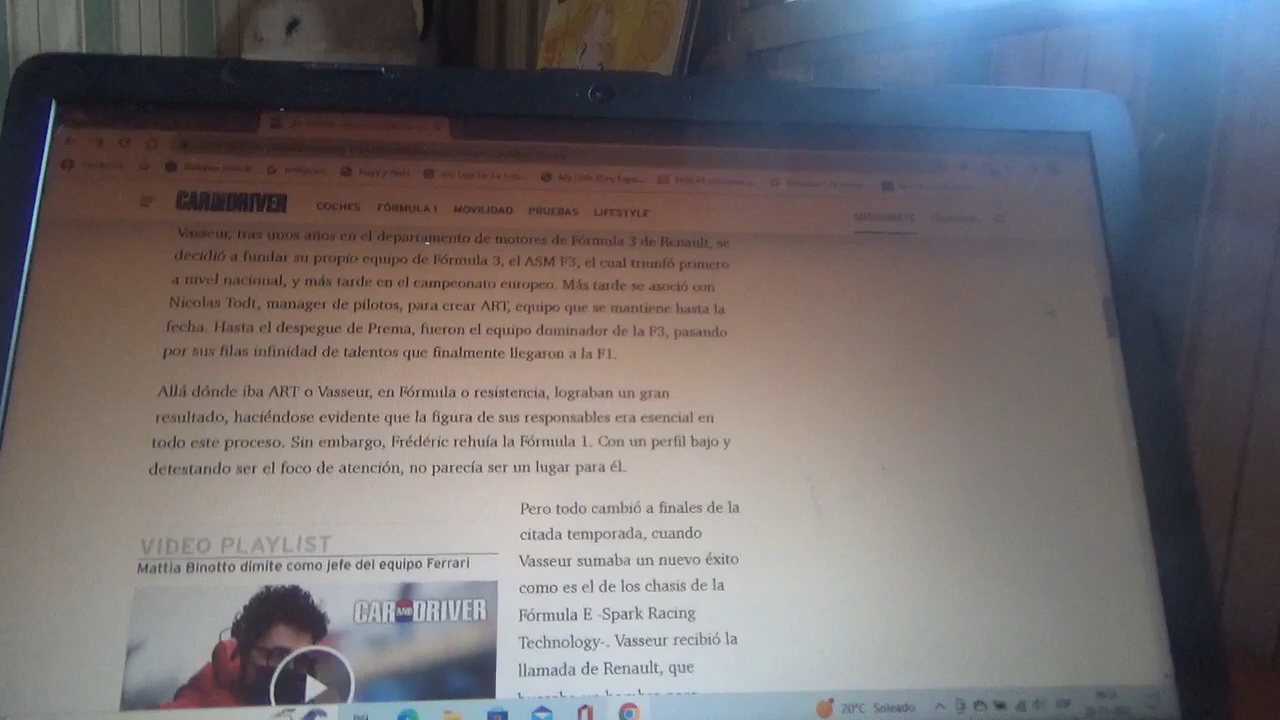 My Little Pony Equi...
CAR AND DRIVER
COCHES FÓRMULA 1 MOVILIDAD PRUEBAS LIFESTYLE
SUSCRÍBETE
Vasseur, tras unos años en el departamento de motores de Fórmula 3 de Renault, se
decidió a fundar su propio equipo de Fórmula 3, el ASM F3, el cual triunfó primero
a nivel nacional, y más tarde en el campeonato europeo. Más tarde se asoció con
Nicolas Todt, manager de pilotos, para crear ART, equipo que se mantiene hasta la
fecha. Hasta el despegue de Prema, fueron el equipo dominador de la F3, pasando
por sus filas infinidad de talentos que finalmente llegaron a la F1.
Allá dónde iba ART o Vasseur, en Fórmula o resistencia, lograban un gran
resultado, haciéndose evidente que la figura de sus responsables era esencial en
todo este proceso. Sin embargo, Frédéric rehuía la Fórmula 1. Con un perfil bajo y
detestando ser el foco de atención, no parecía ser un lugar para él.
VIDEO PLAYLIST
Mattia Binotto dimite como jefe del equipo Ferrari
CAR AND DRIVER
Pero todo cambió a finales de la
citada temporada, cuando
Vasseur sumaba un nuevo éxito
como es el de los chasis de la
Fórmula E -Spark Racing
Technology-. Vasseur recibió la
llamada de Renault, que
20°C Soleado